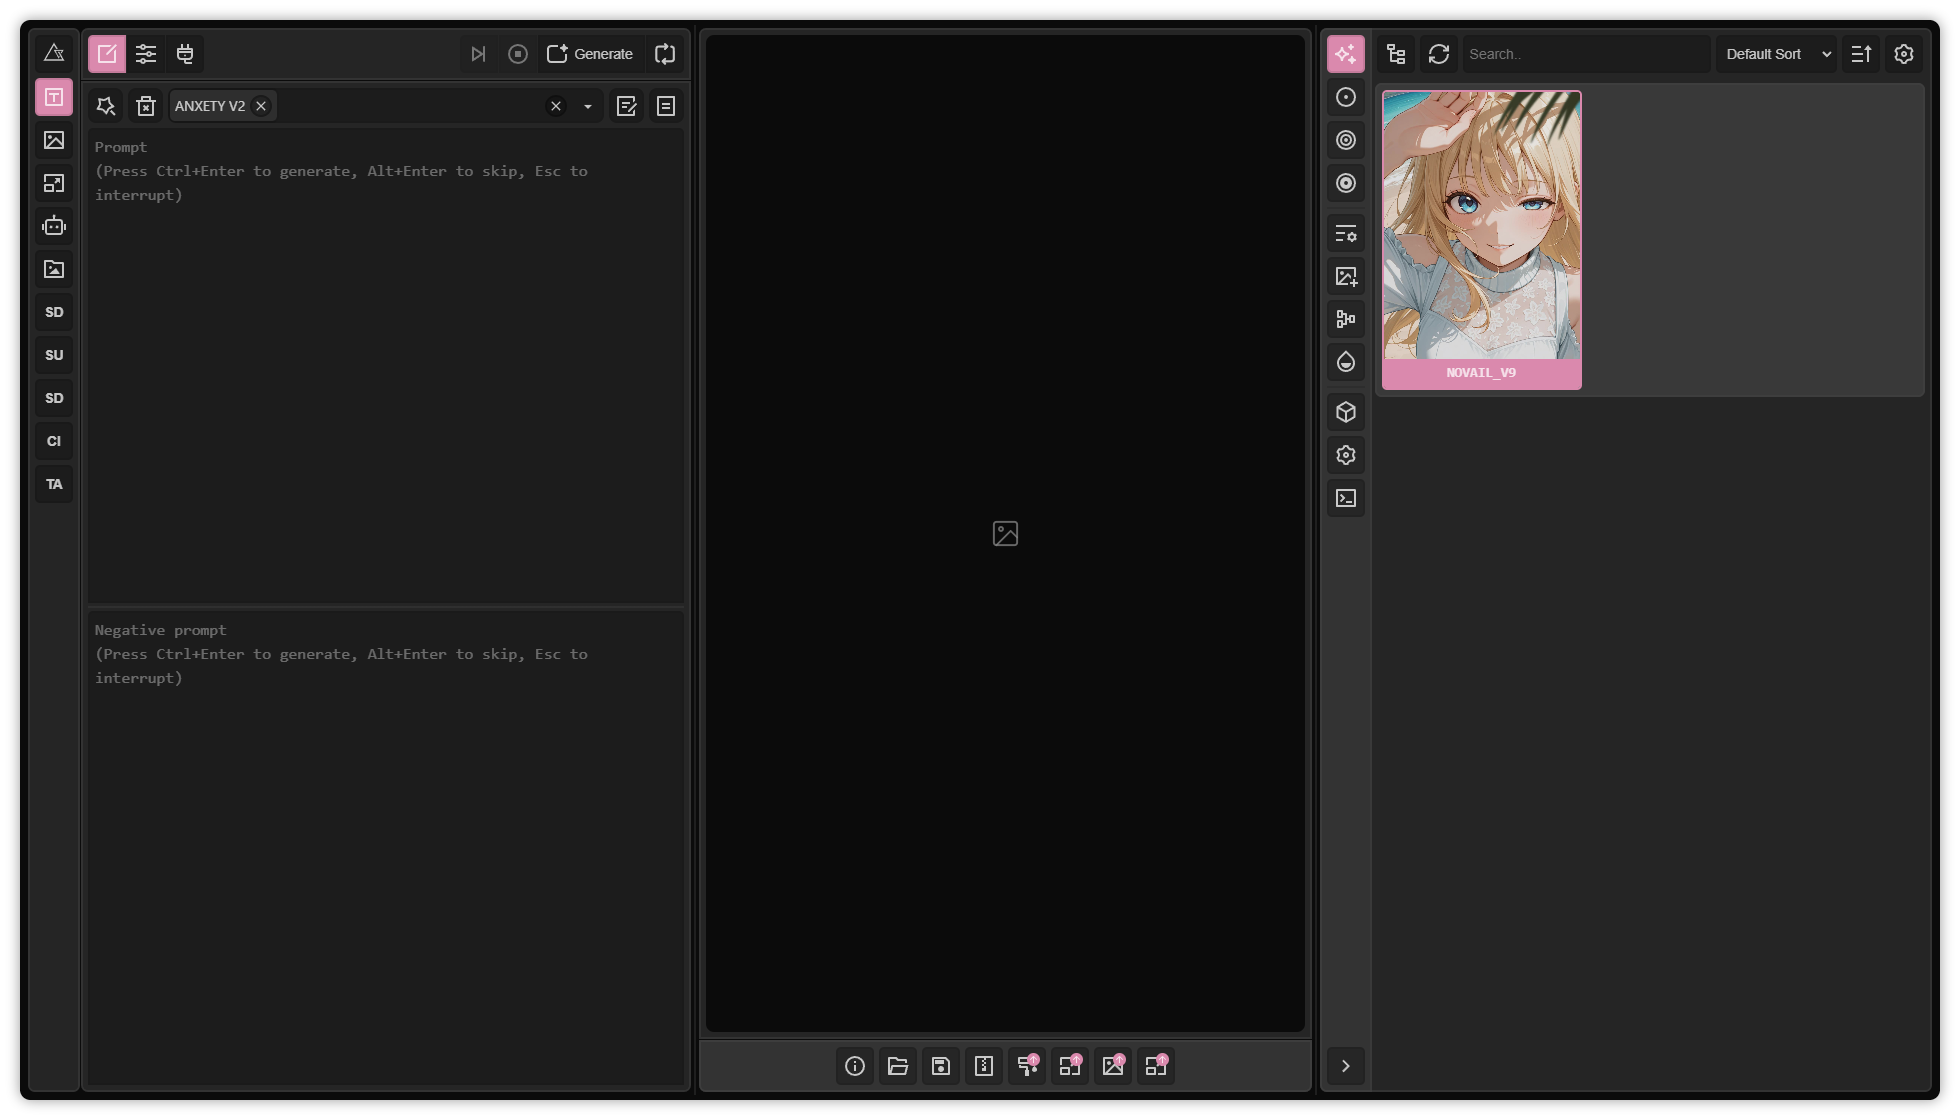 Generate
ANXETY V2
Prompt
(Press Ctrl+Enter to generate, Alt+Enter to skip, Esc to
interrupt)
Negative prompt
(Press Ctrl+Enter to generate, Alt+Enter to skip, Esc to
interrupt)
SD
SU
SD
CI
TA
Search..
Default Sort
NOVAIL_V9